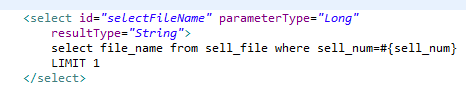 <select id="selectFileName" parameterType="Long"
resultType="String">
select file_name from sell_file where sell_num=#{sell_num}
LIMIT 1
</select>